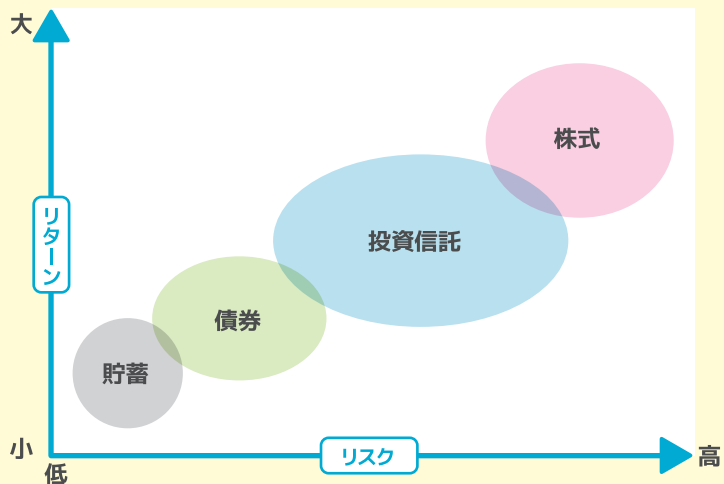 大
株式
リターン
投資信託
債券
貯蓄
小
低
リスク
高